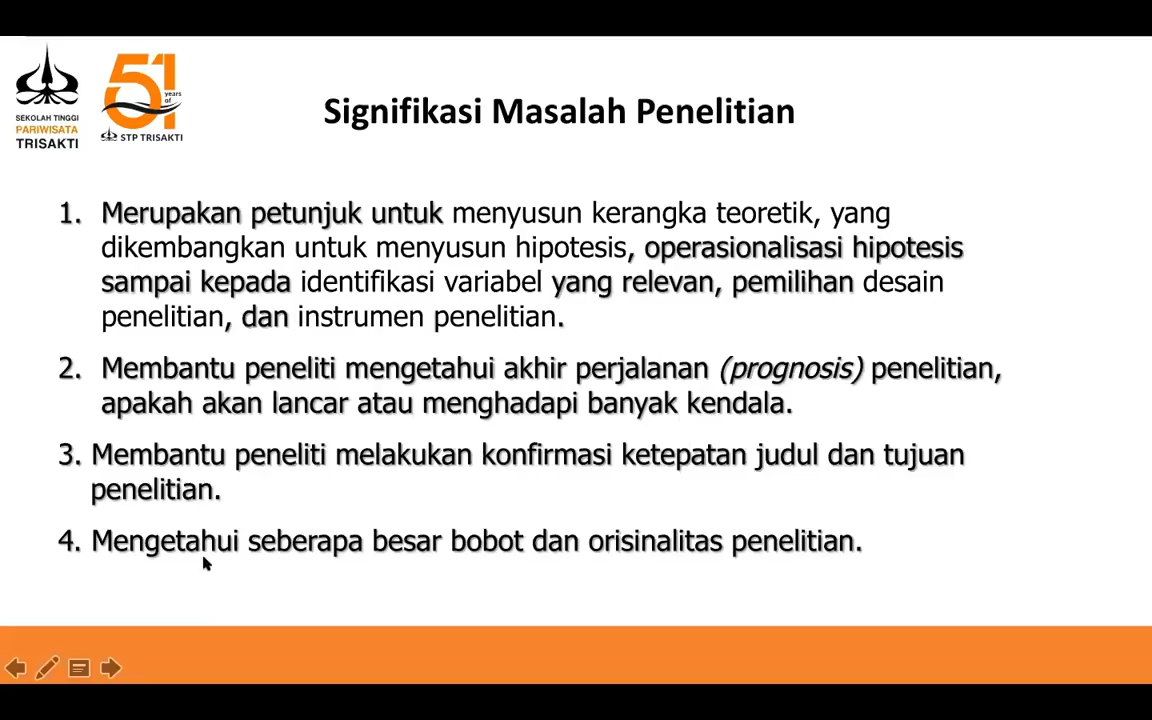 SEKOLAH TINGGI
PARIWISATA
TRISAKTI
51
years
of
STP TRISAKTI
Signifikasi Masalah Penelitian
1. Merupakan petunjuk untuk menyusun kerangka teoretik, yang
dikembangkan untuk menyusun hipotesis, operasionalisasi hipotesis
sampai kepada identifikasi variabel yang relevan, pemilihan desain
penelitian, dan instrumen penelitian.
2. Membantu peneliti mengetahui akhir perjalanan (prognosis) penelitian,
apakah akan lancar atau menghadapi banyak kendala.
3. Membantu peneliti melakukan konfirmasi ketepatan judul dan tujuan
penelitian.
4. Mengetahui seberapa besar bobot dan orisinalitas penelitian.